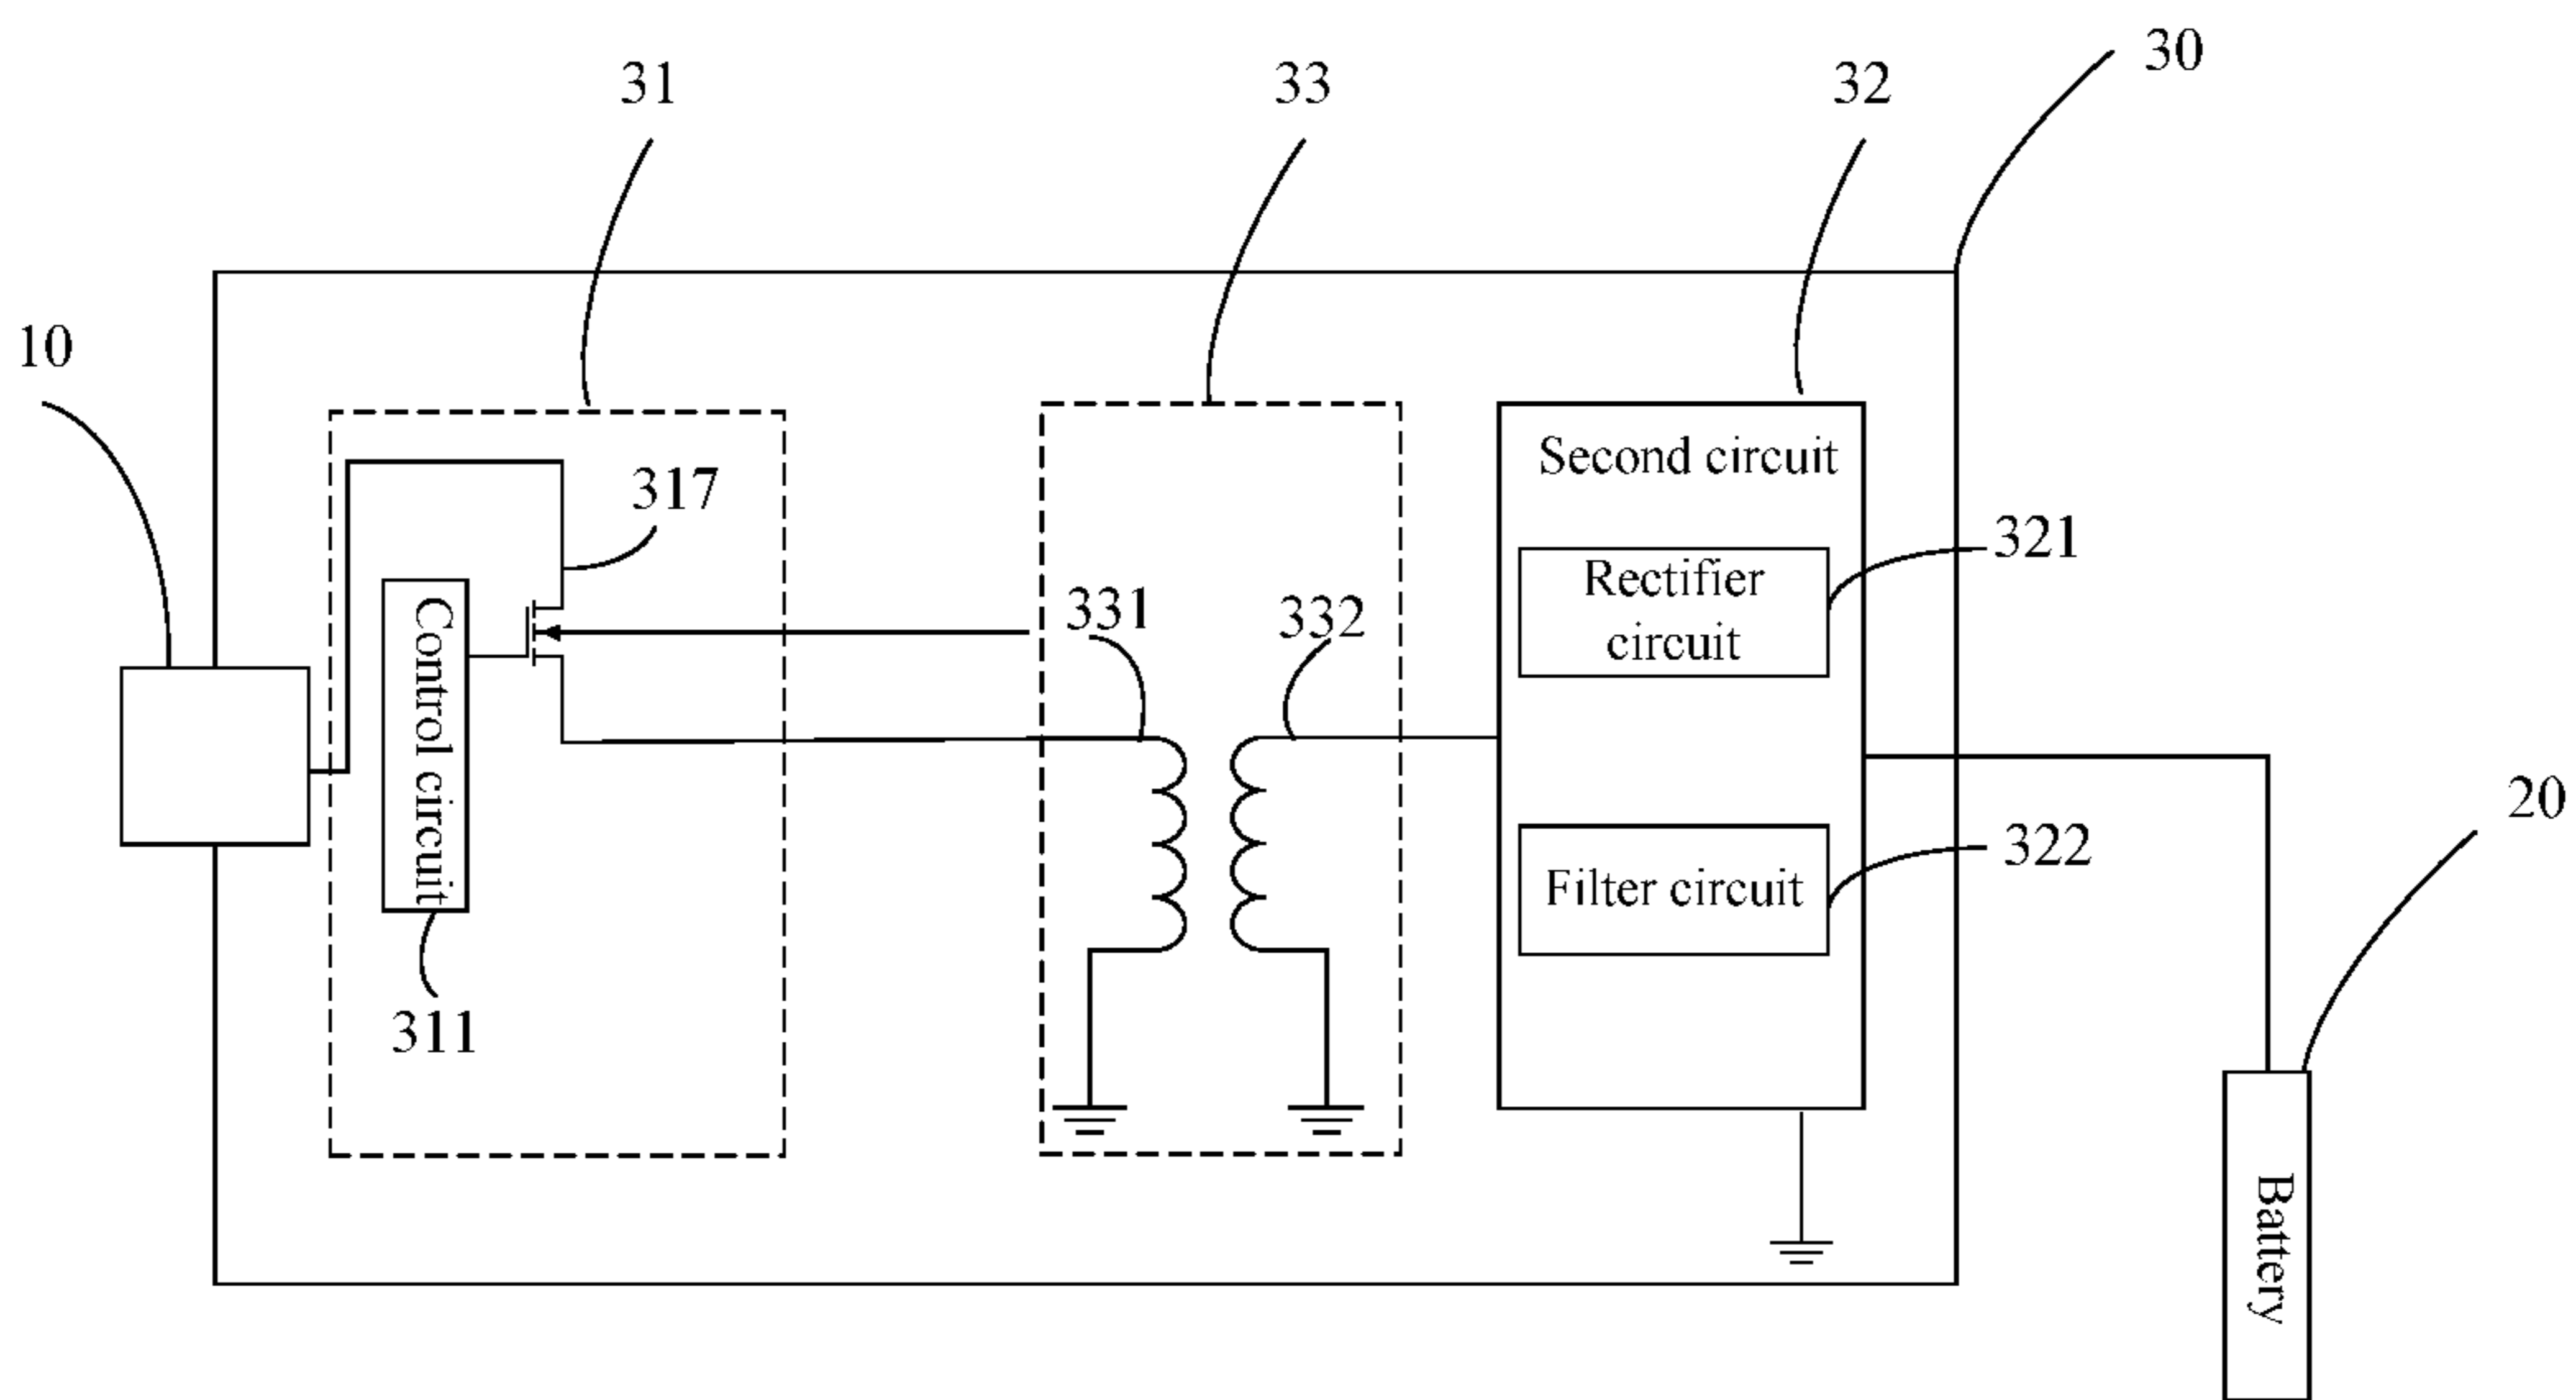 30
31
33
32
10
Second circuit
317
321
Rectifier
circuit
331
332
Control circuit
20
322
Filter circuit
311
Battery